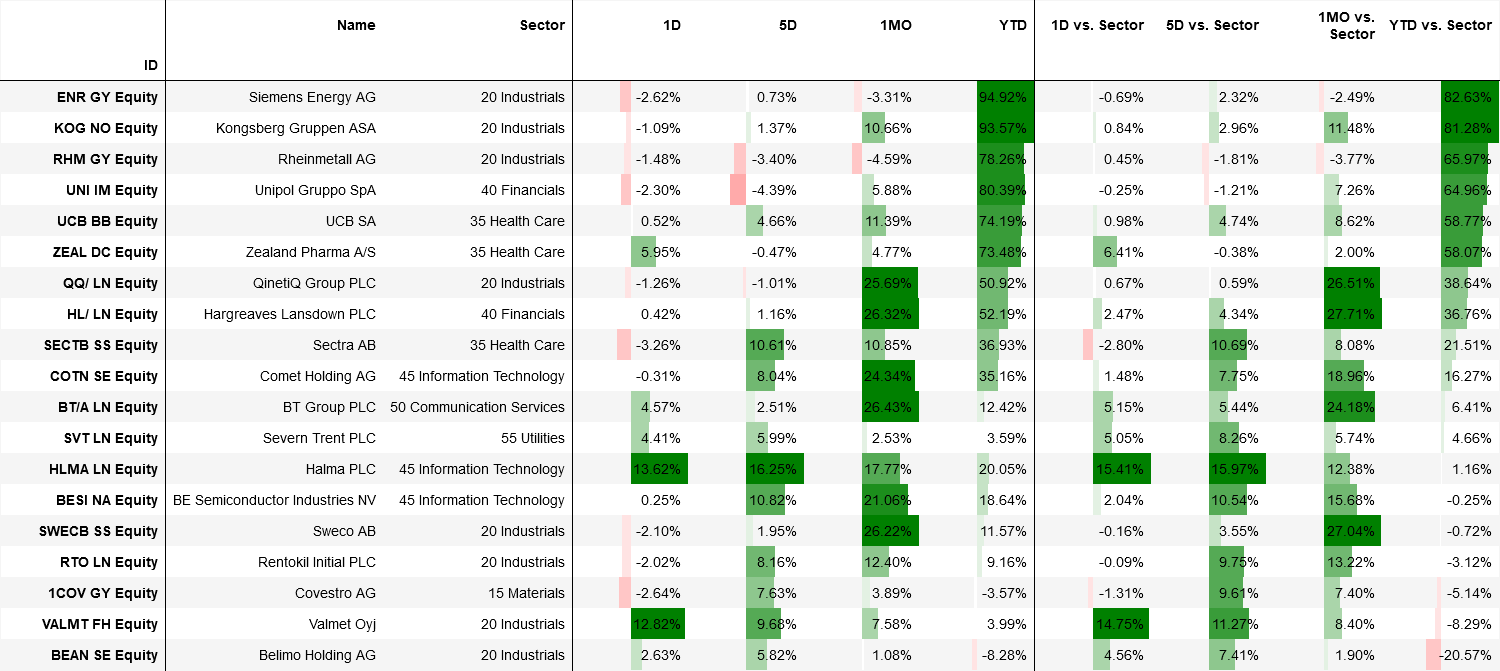 ID Name Sector 1D 5D 1MO YTD 1D vs. Sector 5D vs. Sector 1MO vs. Sector YTD vs. Sector
ENR GY Equity Siemens Energy AG 20 Industrials -2.62% 0.73% -3.31% 94.92% -0.69% 2.32% -2.49% 82.63%
KOG NO Equity Kongsberg Gruppen ASA 20 Industrials -1.09% 1.37% 10.66% 93.57% 0.84% 2.96% 11.48% 81.28%
RHM GY Equity Rheinmetall AG 20 Industrials -1.48% -3.40% -4.59% 78.26% 0.45% -1.81% -3.77% 65.97%
UNI IM Equity Unipol Gruppo SpA 40 Financials -2.30% -4.39% 5.88% 80.39% -0.25% -1.21% 7.26% 64.96%
UCB BB Equity UCB SA 35 Health Care 0.52% 4.66% 11.39% 74.19% 0.98% 4.74% 8.62% 58.77%
ZEAL DC Equity Zealand Pharma A/S 35 Health Care 5.95% -0.47% 4.77% 73.48% 6.41% -0.38% 2.00% 58.07%
QQ/ LN Equity QinetiQ Group PLC 20 Industrials -1.26% -1.01% 25.69% 50.92% 0.67% 0.59% 26.51% 38.64%
HL/ LN Equity Hargreaves Lansdown PLC 40 Financials 0.42% 1.16% 26.32% 52.19% 2.47% 4.34% 27.71% 36.76%
SECTB SS Equity Sectra AB 35 Health Care -3.26% 10.61% 10.85% 36.93% -2.80% 10.69% 8.08% 21.51%
COTN SE Equity Comet Holding AG 45 Information Technology -0.31% 8.04% 24.34% 35.16% 1.48% 7.75% 18.96% 16.27%
BT/A LN Equity BT Group PLC 50 Communication Services 4.57% 2.51% 26.43% 12.42% 5.15% 5.44% 24.18% 6.41%
SVT LN Equity Severn Trent PLC 55 Utilities 4.41% 5.99% 2.53% 3.59% 5.05% 8.26% 5.74% 4.66%
HLMA LN Equity Halma PLC 45 Information Technology 13.62% 16.25% 17.77% 20.05% 15.41% 15.97% 12.38% 1.16%
BESI NA Equity BE Semiconductor Industries NV 45 Information Technology 0.25% 10.82% 21.06% 18.64% 2.04% 10.54% 15.68% -0.25%
SWECB SS Equity Sweco AB 20 Industrials -2.10% 1.95% 26.22% 11.57% -0.16% 3.55% 27.04% -0.72%
RTO LN Equity Rentokil Initial PLC 20 Industrials -2.02% 8.16% 12.40% 9.16% -0.09% 9.75% 13.22% -3.12%
1COV GY Equity Covestro AG 15 Materials -2.64% 7.63% 3.89% -3.57% -1.31% 9.61% 7.40% -5.14%
VALMT FH Equity Valmet Oyj 20 Industrials 12.82% 9.68% 7.58% 3.99% 14.75% 11.27% 8.40% -8.29%
BEAN SE Equity Belimo Holding AG 20 Industrials 2.63% 5.82% 1.08% -8.28% 4.56% 7.41% 1.90% -20.57%